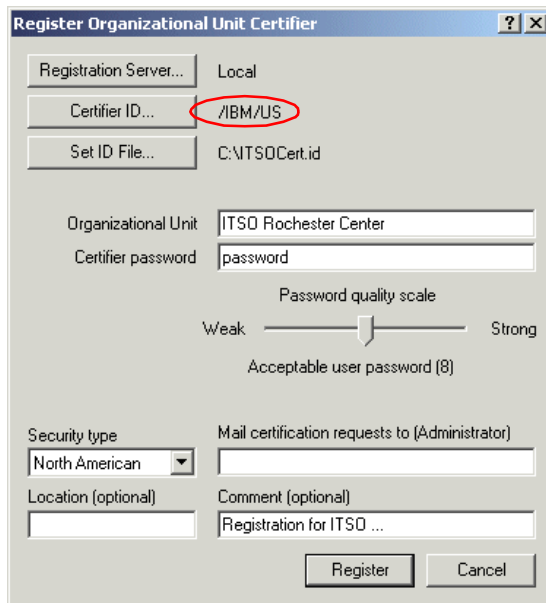 Register Organizational Unit Certifier
Registration Server... Local
Certifier ID... /IBM/US
Set ID File... C:\ITSOCert.id
Organizational Unit ITSO Rochester Center
Certifier password password
Password quality scale
Weak Strong
Acceptable user password (8)
Security type Mail certification requests to (Administrator)
North American
Location (optional) Comment (optional)
Registration for ITSO ...
Register Cancel